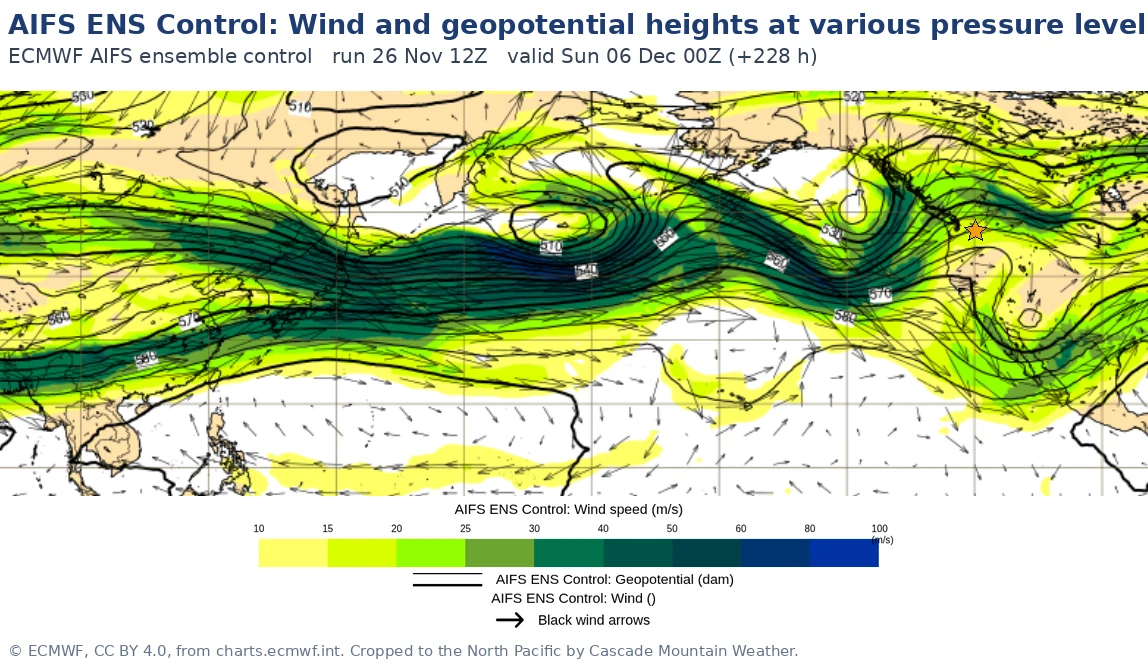 AIFS ENS Control: Wind and geopotential heights at various pressure level
ECMWF AIFS ensemble control run 26 Nov 12Z valid Sun 06 Dec 00Z (+228 h)
510
520
510
530
510
540
560
560
570
580
560
570
580
AIFS ENS Control: Wind speed (m/s)
10 15 20 25 30 40 50 60 80 100
(m/s)
AIFS ENS Control: Geopotential (dam)
AIFS ENS Control: Wind ()
Black wind arrows
© ECMWF, CC BY 4.0, from charts.ecmwf.int. Cropped to the North Pacific by Cascade Mountain Weather.